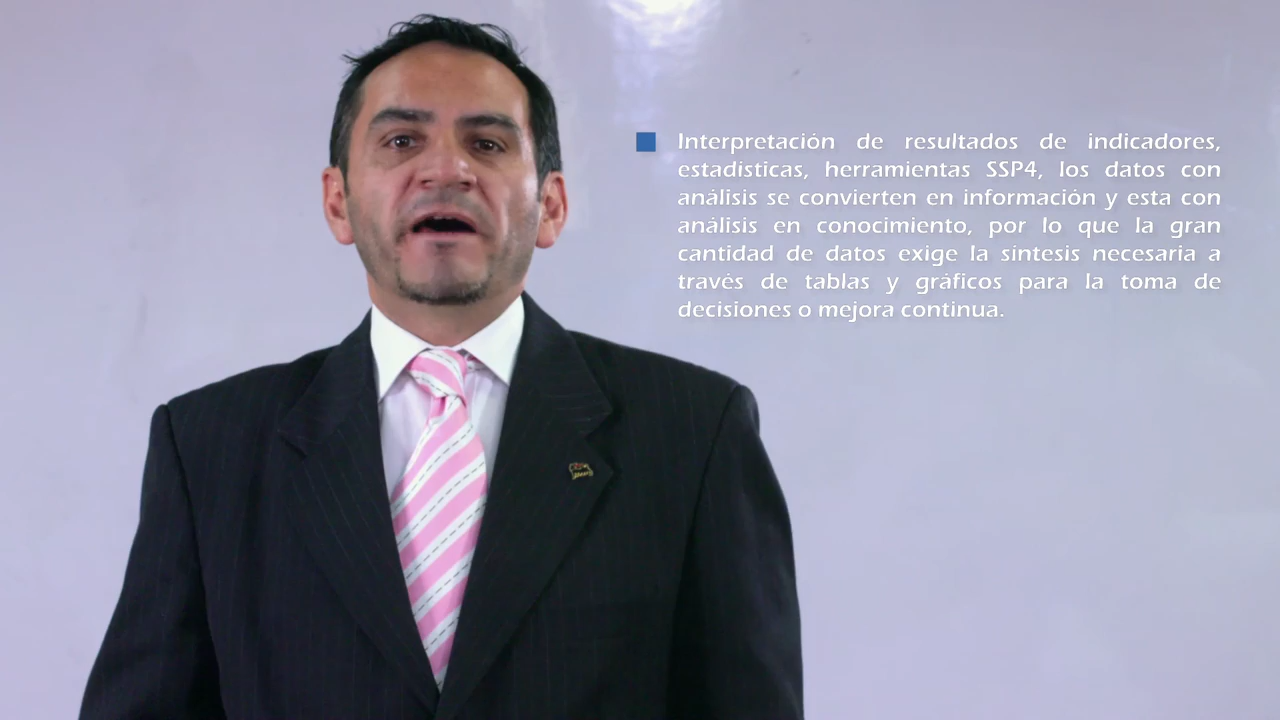 Interpretación de resultados de indicadores,
estadísticas, herramientas SSP4, los datos con
análisis se convierten en información y esta con
análisis en conocimiento, por lo que la gran
cantidad de datos exige la síntesis necesaria a
través de tablas y gráficos para la toma de
decisiones o mejora continua.